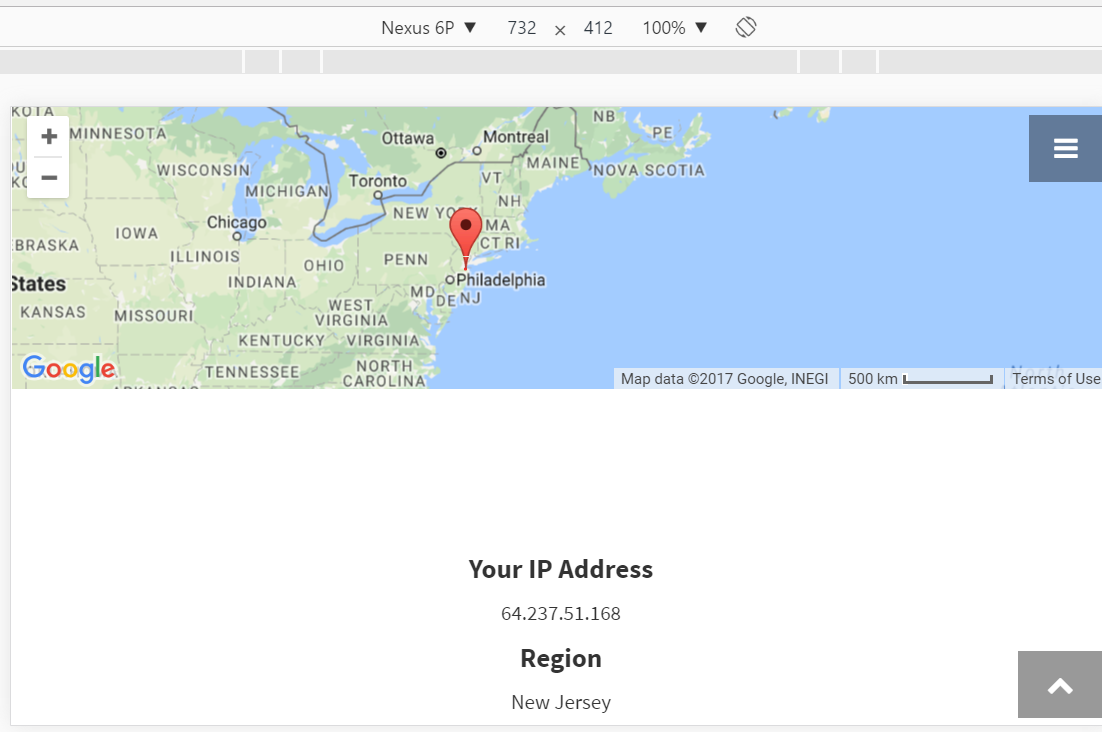 Nexus 6P ▼ 732 × 412 100% ▼
KOTA
MINNESOTA
Ottawa
Montreal
NB
PE
WISCONSIN
MAINE
NOVA SCOTIA
MICHIGAN
Toronto
VT
NH
Chicago
NEW YO
MA
IOWA
CT RI
EBRASKA
ILLINOIS
OHIO
PENN
States
INDIANA
Philadelphia
MD
DE
NJ
KANSAS
MISSOURI
WEST
VIRGINIA
KENTUCKY
VIRGINIA
Google
TENNESSEE
NORTH
CAROLINA
Map data ©2017 Google, INEGI 500 km Terms of Use
Your IP Address
64.237.51.168
Region
New Jersey